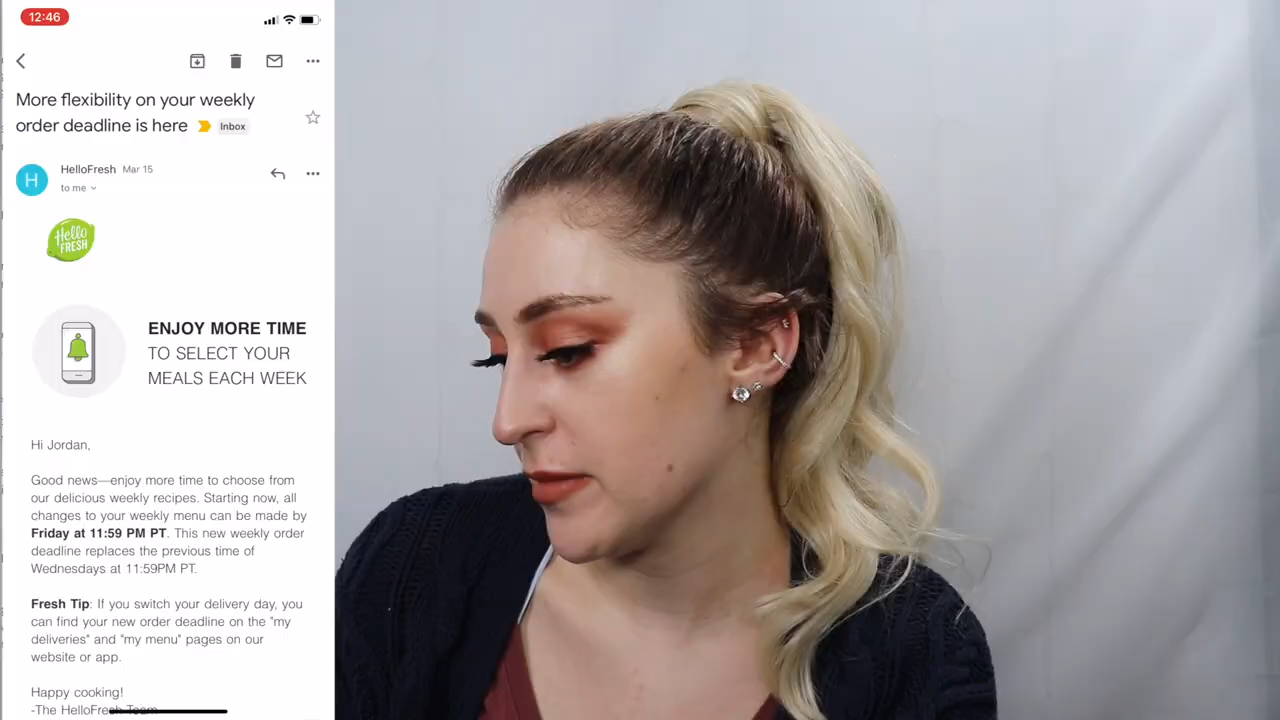 12:46
More flexibility on your weekly
order deadline is here Inbox
HelloFresh Mar 15
to me
H
Hello
FRESH
ENJOY MORE TIME
TO SELECT YOUR
MEALS EACH WEEK
Hi Jordan,
Good news—enjoy more time to choose from
our delicious weekly recipes. Starting now, all
changes to your weekly menu can be made by
Friday at 11:59 PM PT. This new weekly order
deadline replaces the previous time of
Wednesdays at 11:59PM PT.
Fresh Tip: If you switch your delivery day, you
can find your new order deadline on the "my
deliveries" and "my menu" pages on our
website or app.
Happy cooking!
-The HelloFresh Team